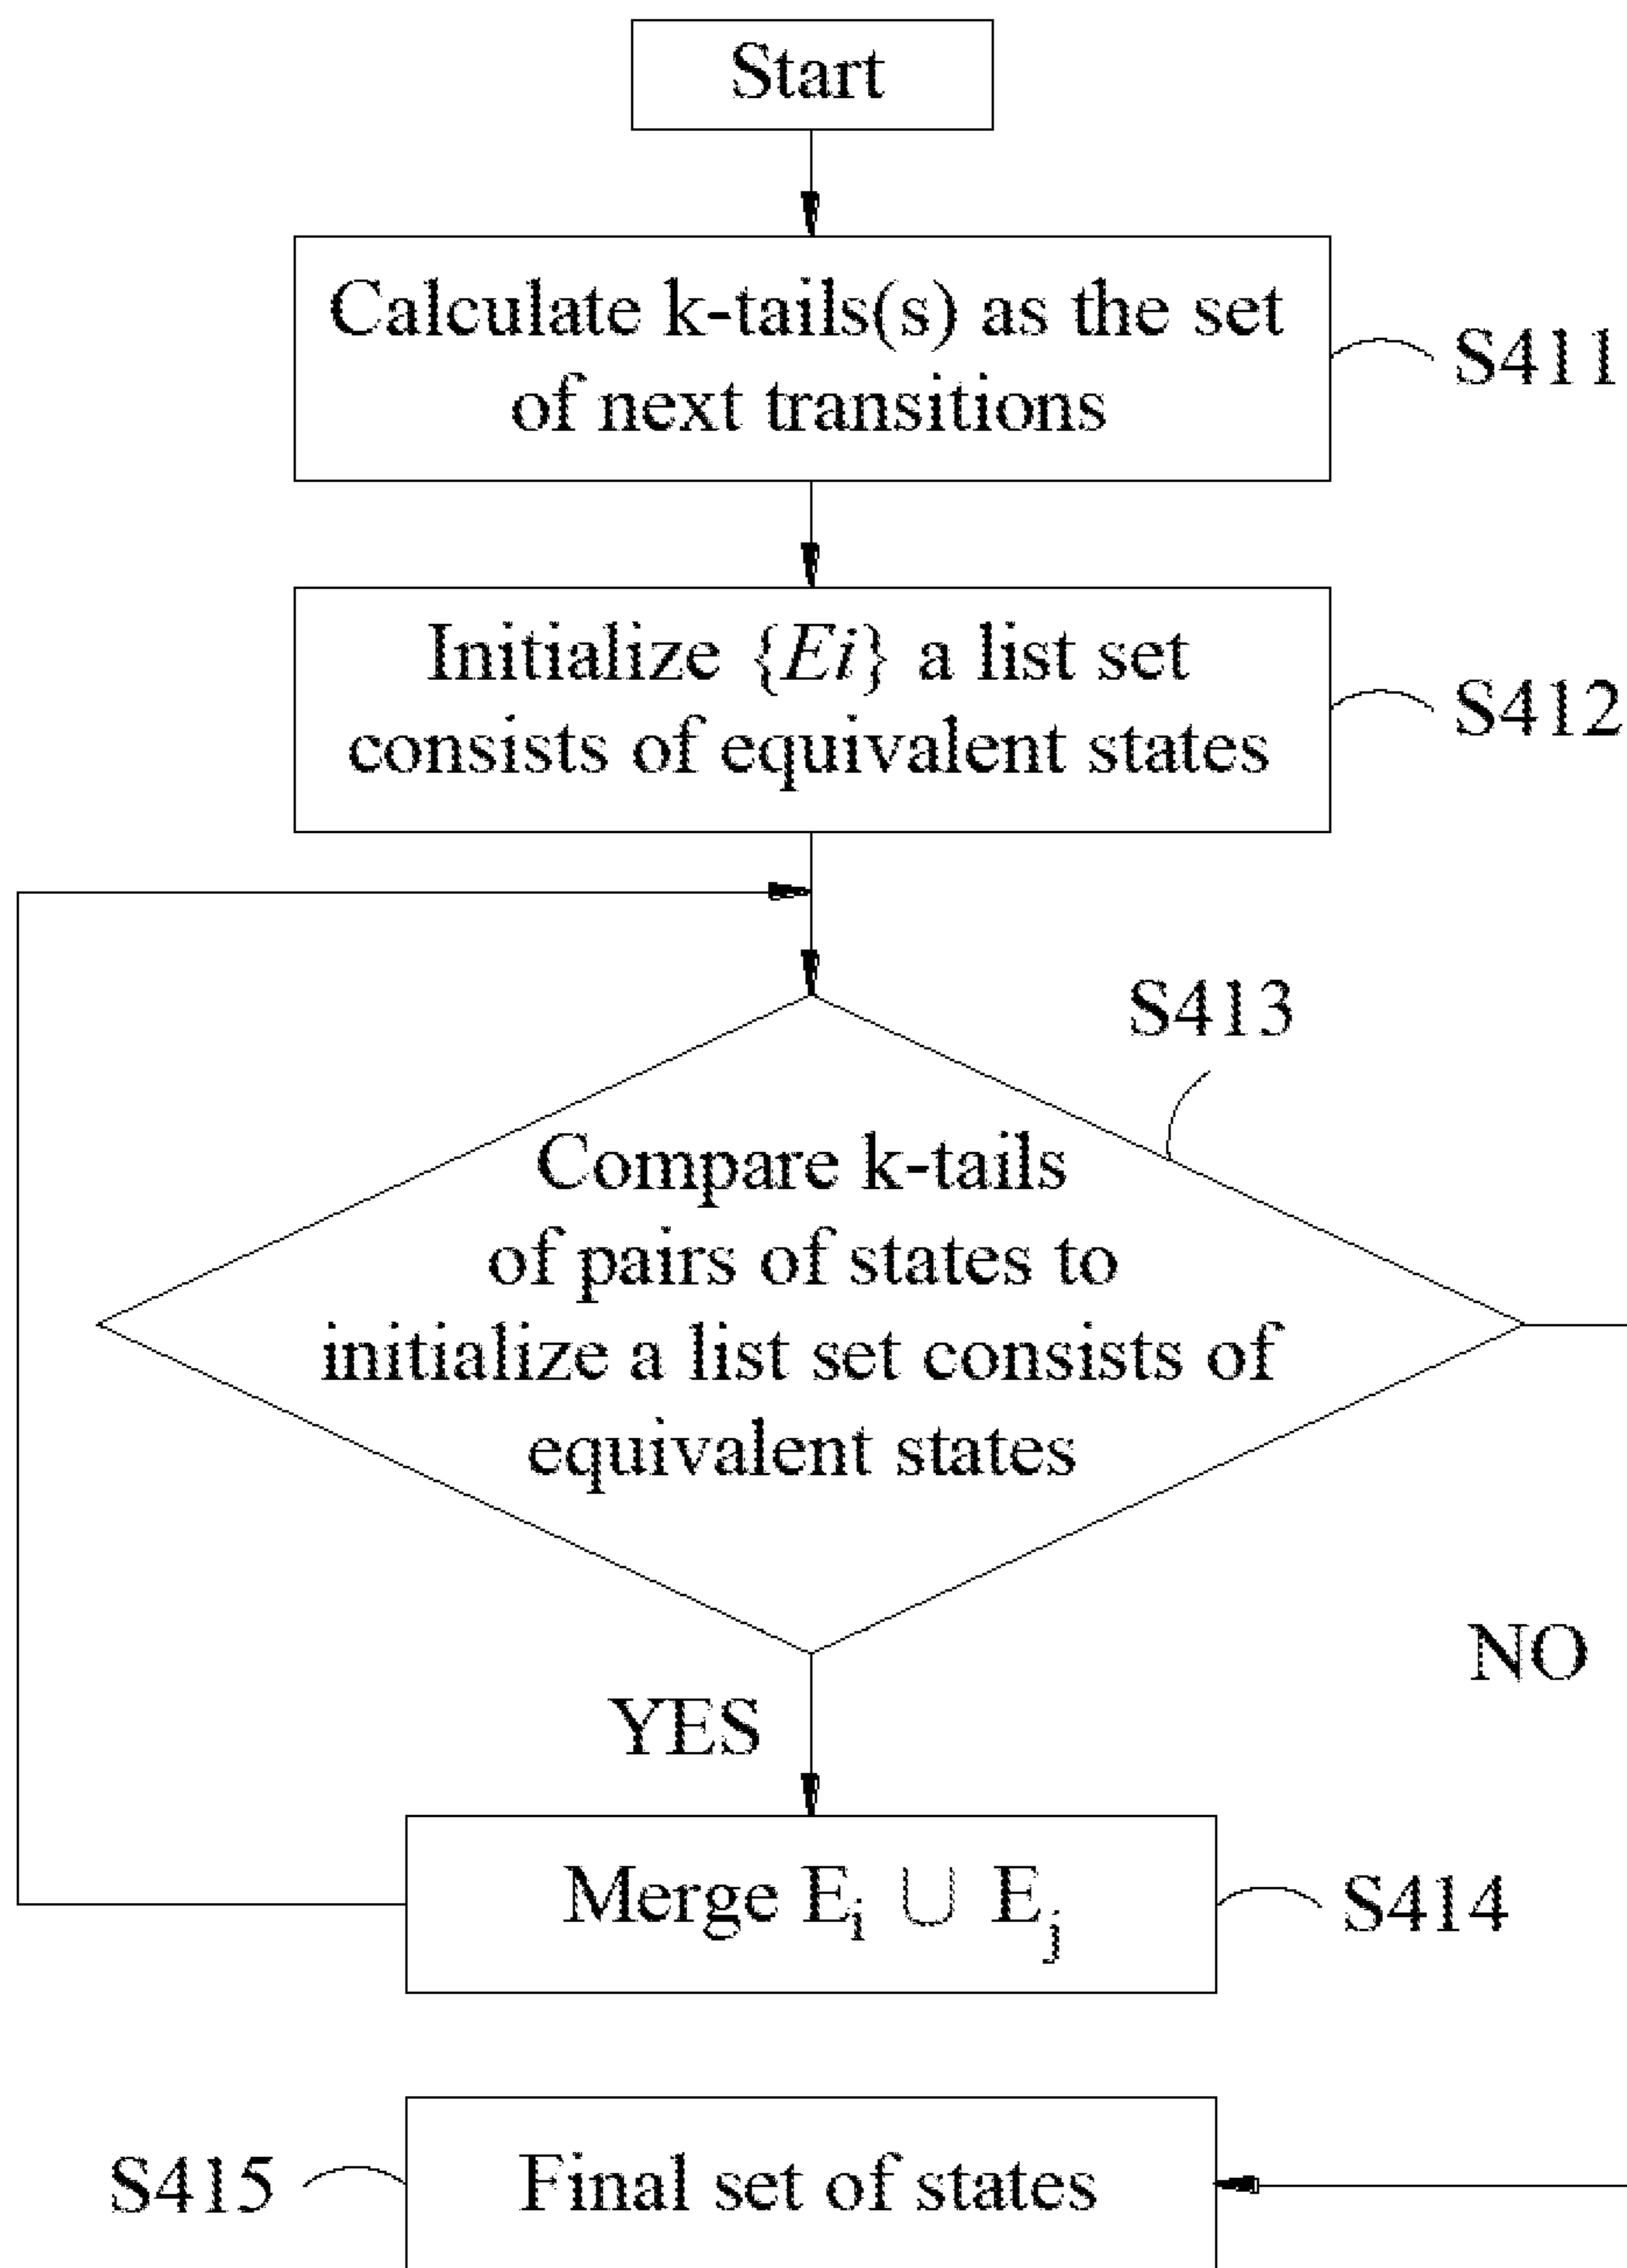 Start
Calculate k-tails(s) as the set
of next transitions
S411
Initialize {Ei} a list set
consists of equivalent states
S412
S413
Compare k-tails
of pairs of states to
initialize a list set consists of
equivalent states
NO
YES
Merge Ei ∪ Ej
S414
S415
Final set of states